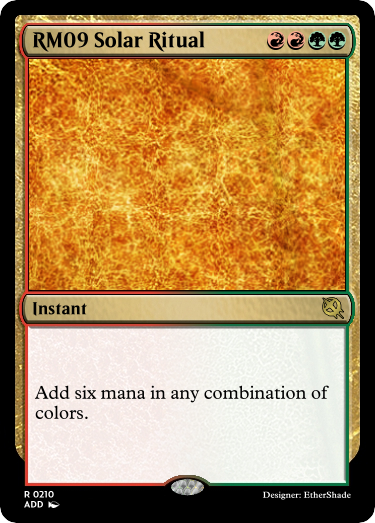 RM09 Solar Ritual
Instant
Add six mana in any combination of
colors.
R 0210
ADD
Designer: EtherShade